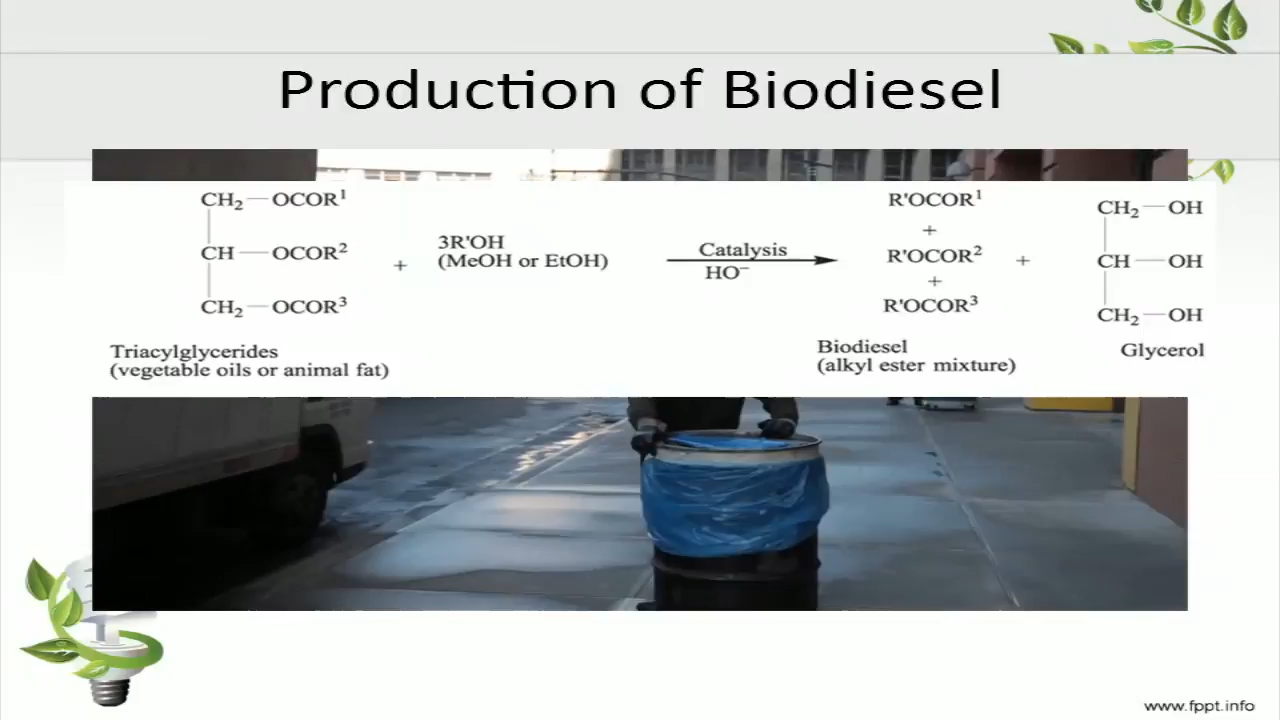 Production of Biodiesel
CH₂—OCOR¹
CH—OCOR²
CH₂—OCOR³
+
3R'OH
(MeOH or EtOH)
Catalysis
HO⁻
R'OCOR¹
+
R'OCOR²
+
R'OCOR³
+
CH₂—OH
CH—OH
CH₂—OH
Triacylglycerides
(vegetable oils or animal fat)
Biodiesel
(alkyl ester mixture)
Glycerol
www.fppt.info